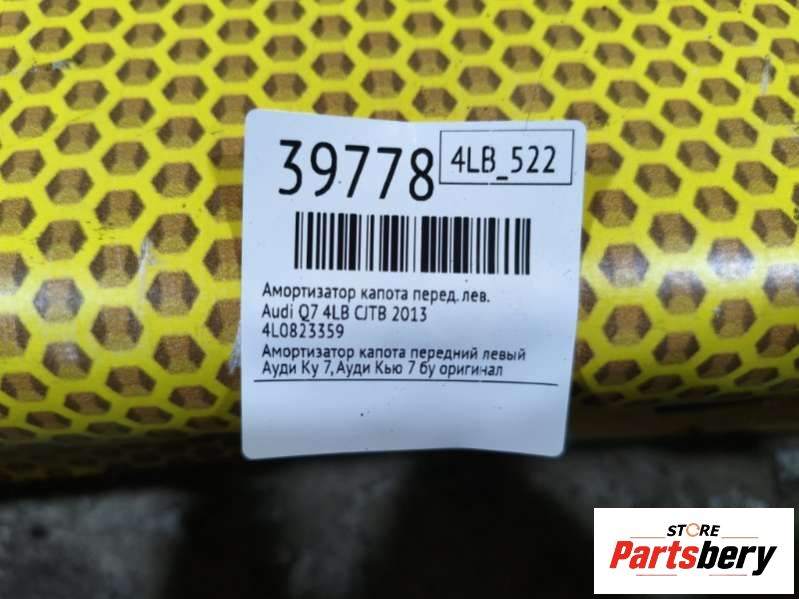 39778
4LB_522
Амортизатор капота перед. лев.
Audi Q7 4LB CJTB 2013
4L0823359
Амортизатор капота передний левый
Ауди Ку 7, Ауди Кью 7 бу оригинал
STORE
Partsbery